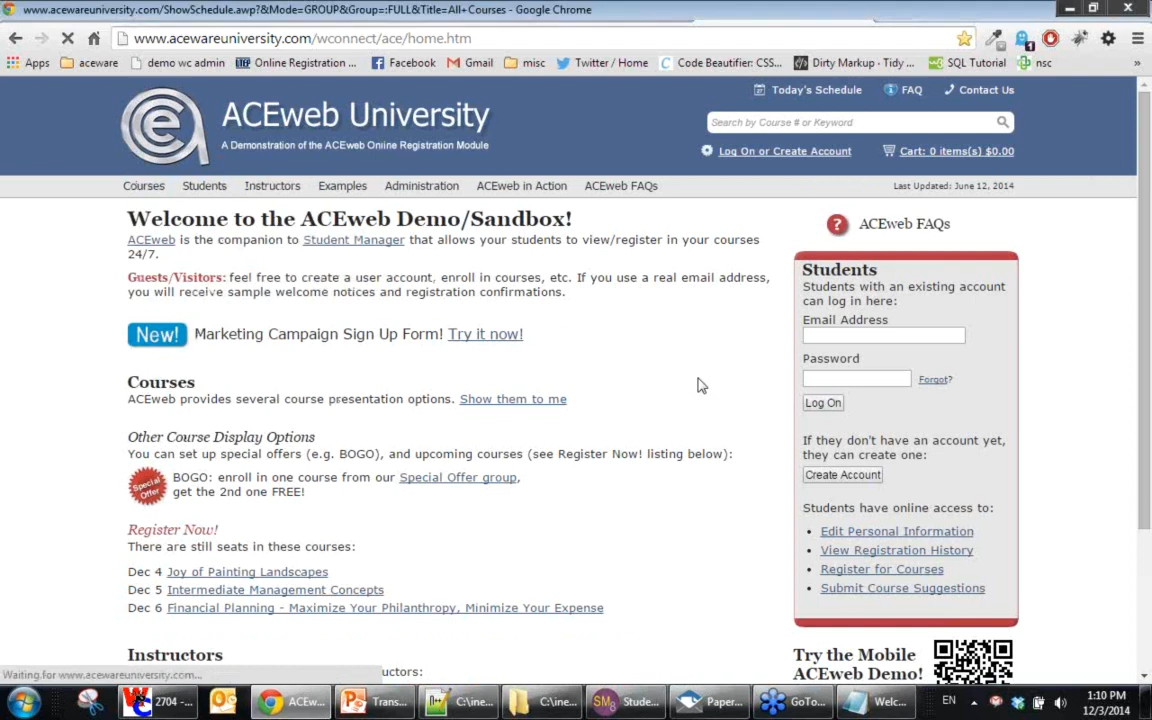 www.acewareuniversity.com/ShowSchedule.awp?&Mode=GROUP&Group=:FULL&Title=All+Courses - Google Chrome
www.acewareuniversity.com/wconnect/ace/home.htm
Apps aceware demo wc admin Online Registration ... Facebook Gmail misc Twitter / Home Code Beautifier: CSS... Dirty Markup - Tidy ... SQL Tutorial nsc »
Today's Schedule FAQ Contact Us
ACEweb University
A Demonstration of the ACEweb Online Registration Module
Search by Course # or Keyword
Log On or Create Account Cart: 0 items(s) $0.00
Courses Students Instructors Examples Administration ACEweb in Action ACEweb FAQs Last Updated: June 12, 2014
Welcome to the ACEweb Demo/Sandbox!
ACEweb is the companion to Student Manager that allows your students to view/register in your courses
24/7.
Guests/Visitors: feel free to create a user account, enroll in courses, etc. If you use a real email address,
you will receive sample welcome notices and registration confirmations.
New! Marketing Campaign Sign Up Form! Try it now!
Courses
ACEweb provides several course presentation options. Show them to me
Other Course Display Options
You can set up special offers (e.g. BOGO), and upcoming courses (see Register Now! listing below):
Special Offer
BOGO: enroll in one course from our Special Offer group,
get the 2nd one FREE!
Register Now!
There are still seats in these courses:
Dec 4 Joy of Painting Landscapes
Dec 5 Intermediate Management Concepts
Dec 6 Financial Planning - Maximize Your Philanthropy, Minimize Your Expense
Instructors
uctors:
? ACEweb FAQs
Students
Students with an existing account
can log in here:
Email Address
Password
Forgot?
Log On
If they don't have an account yet,
they can create one:
Create Account
Students have online access to:
• Edit Personal Information
• View Registration History
• Register for Courses
• Submit Course Suggestions
Try the Mobile
ACEweb Demo!
Waiting for www.acewareuniversity.com...
2704 -... ACEw... Trans... C:\ine... C:\ine... Stude... Paper... GoTo... Welc... EN
1:10 PM
12/3/2014